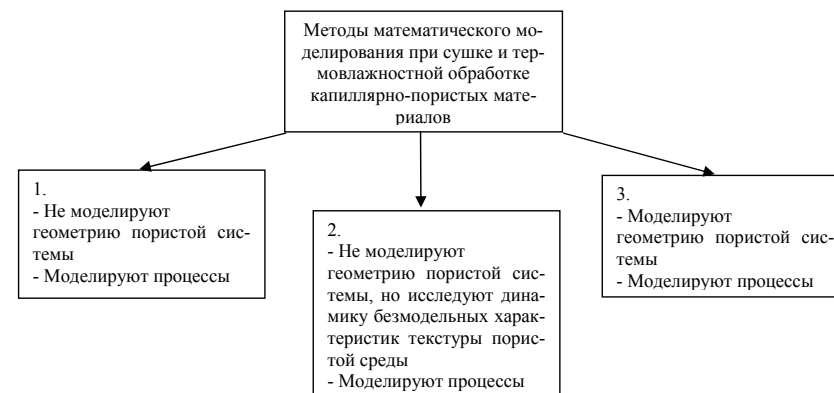 Методы математического мо-
делирования при сушке и тер-
мовлажностной обработке
капиллярно-пористых мате-
риалов
1.
- Не моделируют
геометрию пористой сис-
темы
- Моделируют процессы
2.
- Не моделируют
геометрию пористой сис-
темы, но исследуют дина-
мику безмодельных харак-
теристик текстуры порис-
той среды
- Моделируют процессы
3.
- Моделируют
геометрию пористой сис-
темы
- Моделируют процессы